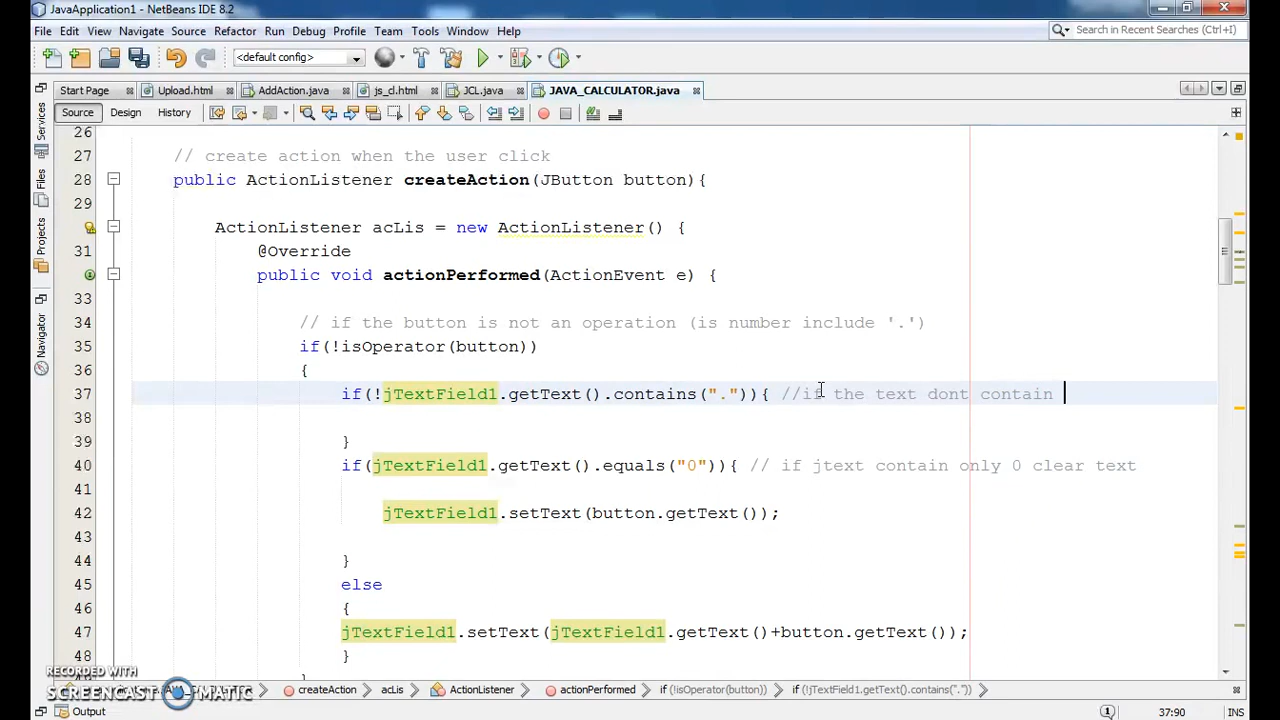 JavaApplication1 - NetBeans IDE 8.2
File Edit View Navigate Source Refactor Run Debug Profile Team Tools Window Help
Search in Recent Searches (Ctrl+I)
<default config>
Start Page Upload.html AddAction.java js_cl.html JCL.java JAVA_CALCULATOR.java
Source Design History
Services
Files
Projects
Navigator
26
27 // create action when the user click
28 public ActionListener createAction(JButton button){
29
ActionListener acLis = new ActionListener() {
31 @Override
public void actionPerformed(ActionEvent e) {
33
34 // if the button is not an operation (is number include '.')
35 if(!isOperator(button))
36 {
37 if(!jTextField1.getText().contains(".")){ //if the text dont contain
38
39 }
40 if(jTextField1.getText().equals("0")){ // if jtext contain only 0 clear text
41
42 jTextField1.setText(button.getText());
43
44 }
45 else
46 {
47 jTextField1.setText(jTextField1.getText()+button.getText());
48 }
RECORDED WITH
SCREENCAST MATIC
createAction acLis ActionListener actionPerformed if (!isOperator(button)) if (!jTextField1.getText().contains("."))
Output
1 37:90 INS